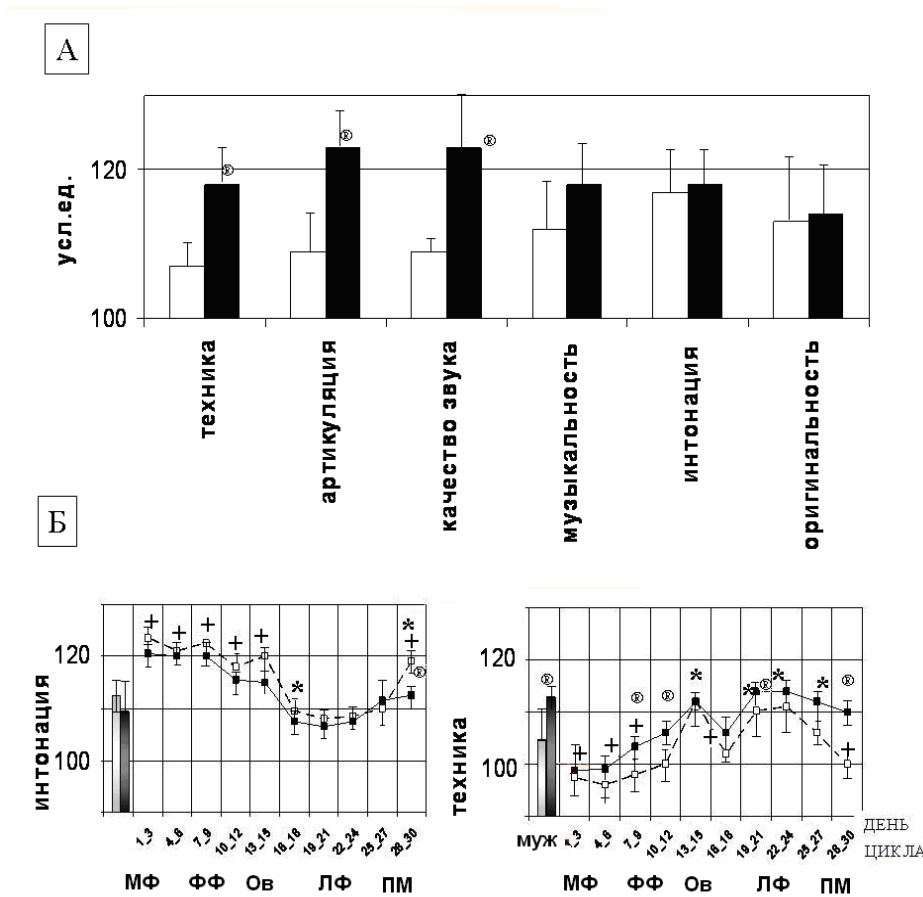 А
усл.ед.
120
100
техника
артикуляция
качество звука
музыкальность
интонация
оригинальность
Б
интонация
120
100
+ + + + + * * +
1_3 4_6 7_9 10_12 13_15 16_18 19_21 22_24 25_27 28_30
МФ ФФ Ов ЛФ ПМ
техника
120
100
+ + + * + * * * +
муж 4_6 7_9 10_12 13_15 16_18 19_21 22_24 25_27 28_30
МФ ФФ Ов ЛФ ПМ
ДЕНЬ
ЦИКЛА